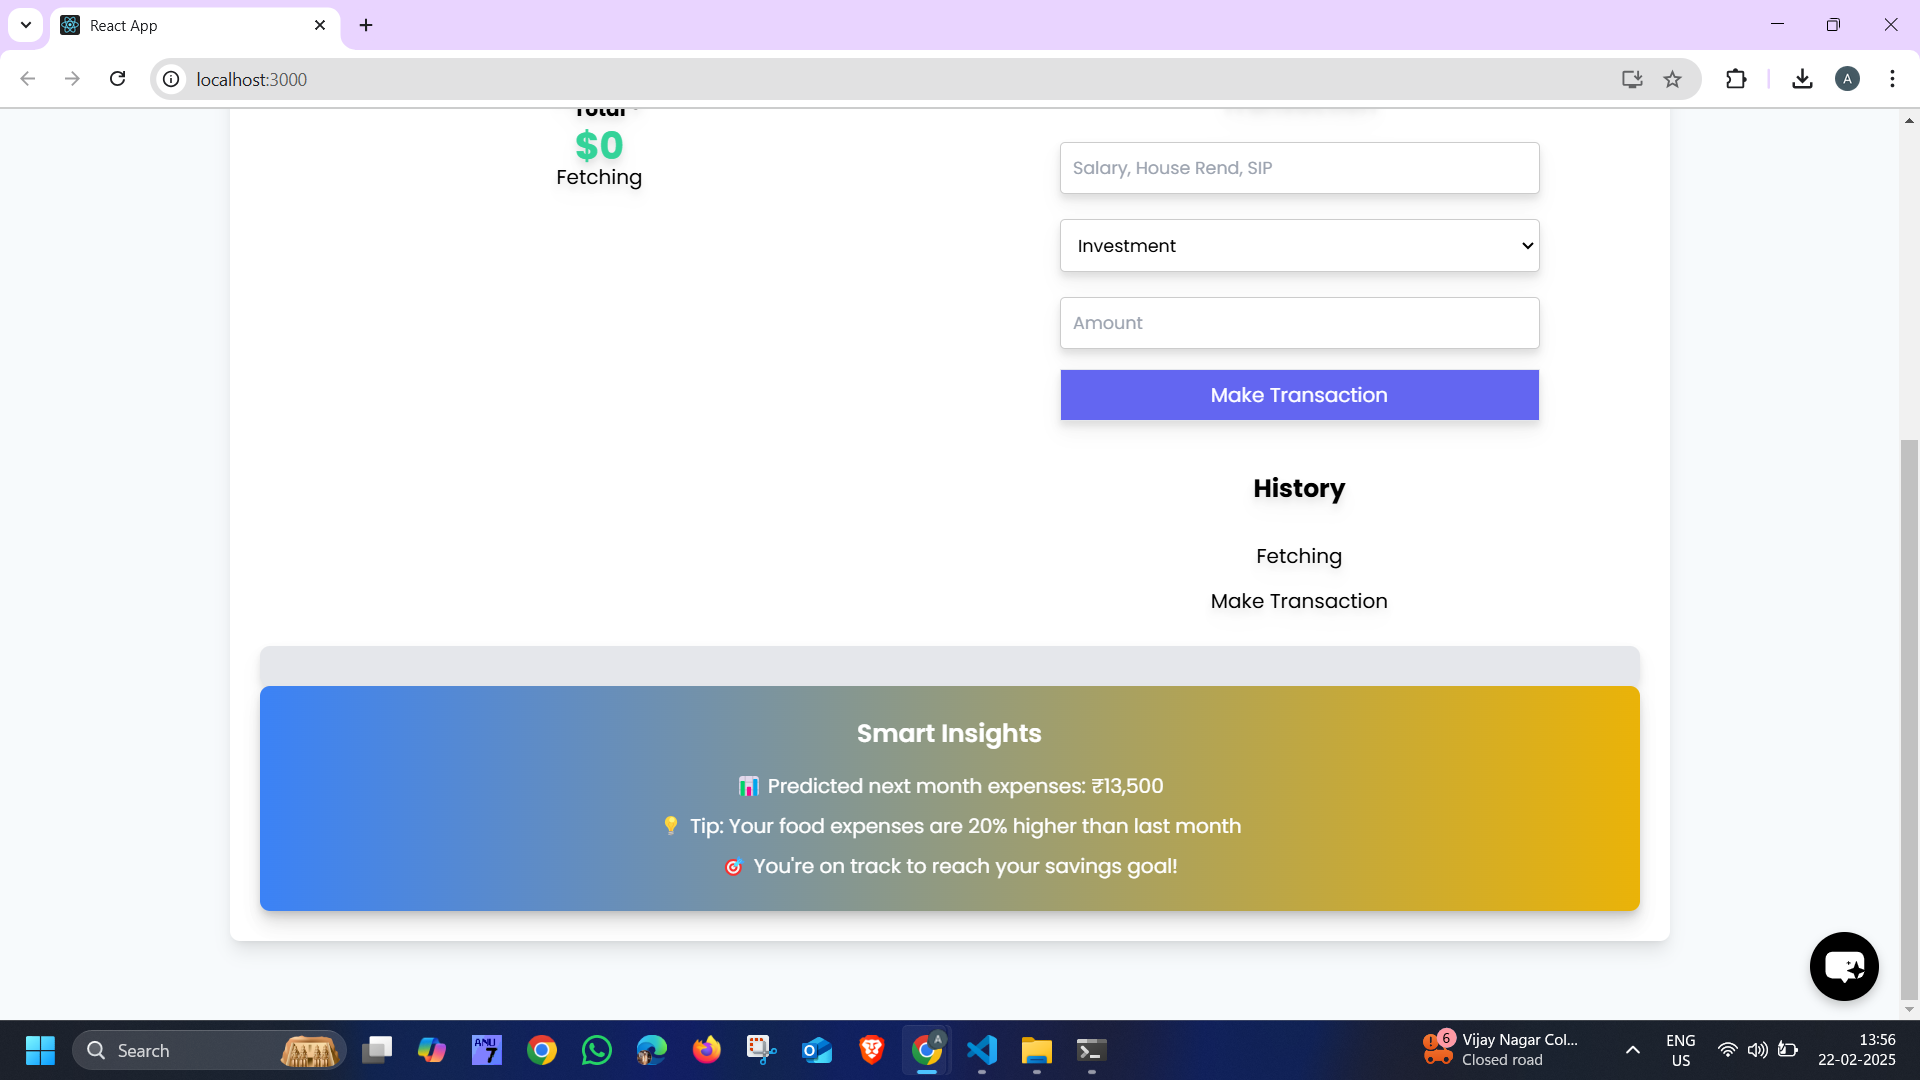 React App
localhost:3000
A
Total
$0
Fetching
Salary, House Rend, SIP
Investment
Amount
Make Transaction
History
Fetching
Make Transaction
Smart Insights
📊 Predicted next month expenses: ₹13,500
💡 Tip: Your food expenses are 20% higher than last month
🎯 You're on track to reach your savings goal!
Search
ANU
7
A
6
Vijay Nagar Col...
Closed road
ENG
US
13:56
22-02-2025